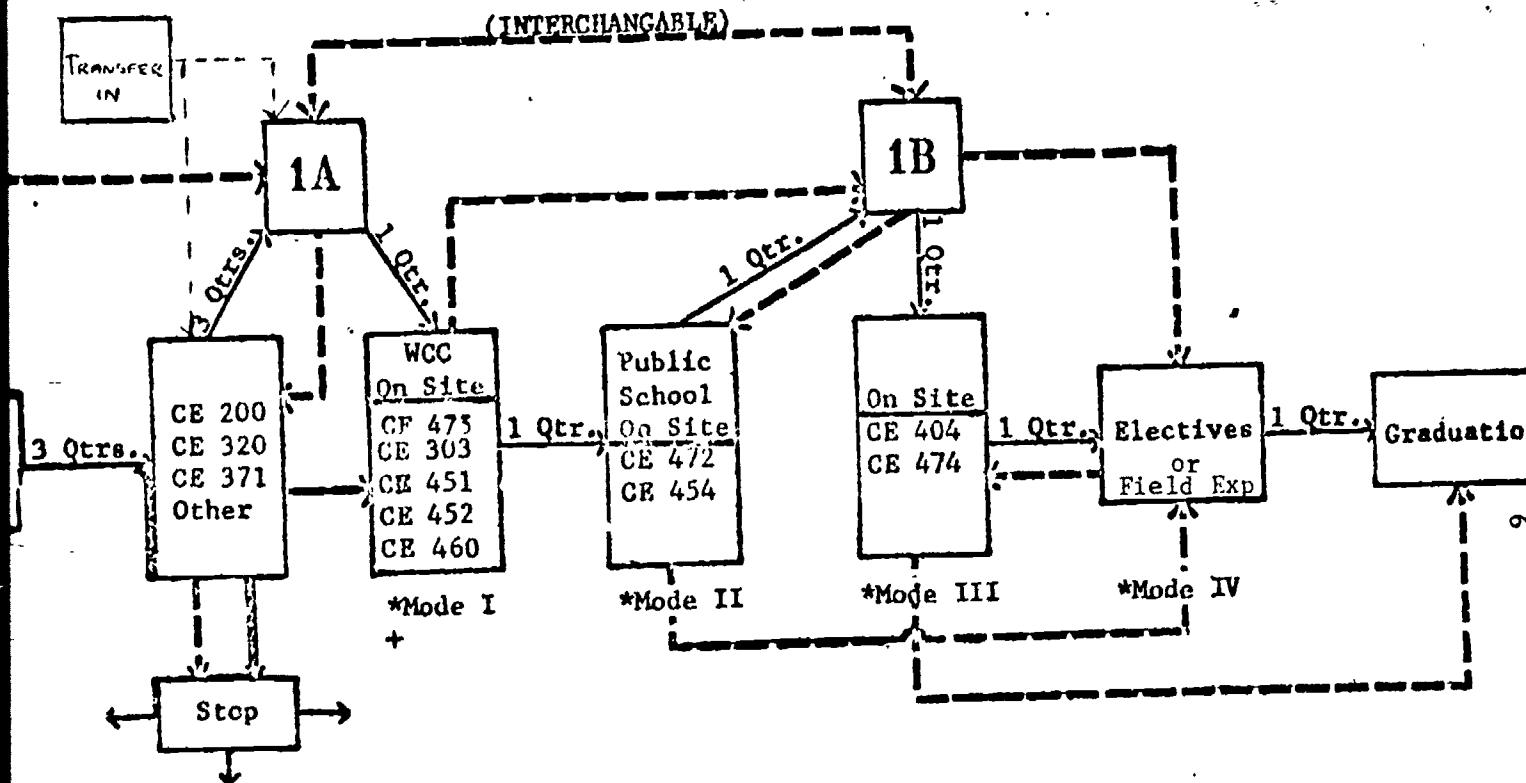 (INTERCHANGABLE)
TRANSFER
IN
1A
1B
3 Qtrs.
1 Qtr.
1 Qtr.
1 Qtr.
3 Qtrs.
CE 200
CE 320
CE 371
Other
WCC
On Site
CE 475
CE 303
CE 451
CE 452
CE 460
1 Qtr.
Public
School
On Site
CE 472
CE 454
On Site
CE 404
CE 474
1 Qtr.
Electives
or
Field Exp
1 Qtr.
Graduatio
*Mode I
+
*Mode II
*Mode III
*Mode IV
Stop